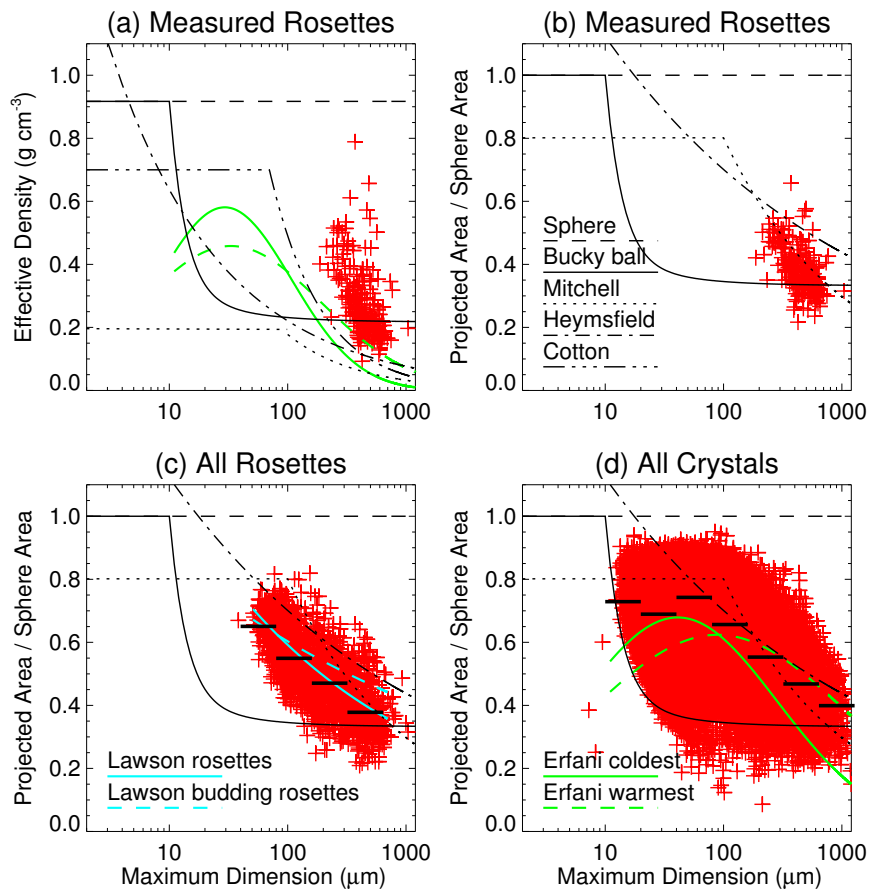 (a) Measured Rosettes
(b) Measured Rosettes
Effective Density (g cm⁻³)
1.0
0.8
0.6
0.4
0.2
0.0
10
100
1000
Projected Area / Sphere Area
1.0
0.8
0.6
0.4
0.2
0.0
Sphere
Bucky ball
Mitchell
Heymsfield
Cotton
10
100
1000
(c) All Rosettes
(d) All Crystals
Projected Area / Sphere Area
1.0
0.8
0.6
0.4
0.2
0.0
Lawson rosettes
Lawson budding rosettes
10
100
1000
Maximum Dimension (μm)
Projected Area / Sphere Area
1.0
0.8
0.6
0.4
0.2
0.0
Erfani coldest
Erfani warmest
10
100
1000
Maximum Dimension (μm)